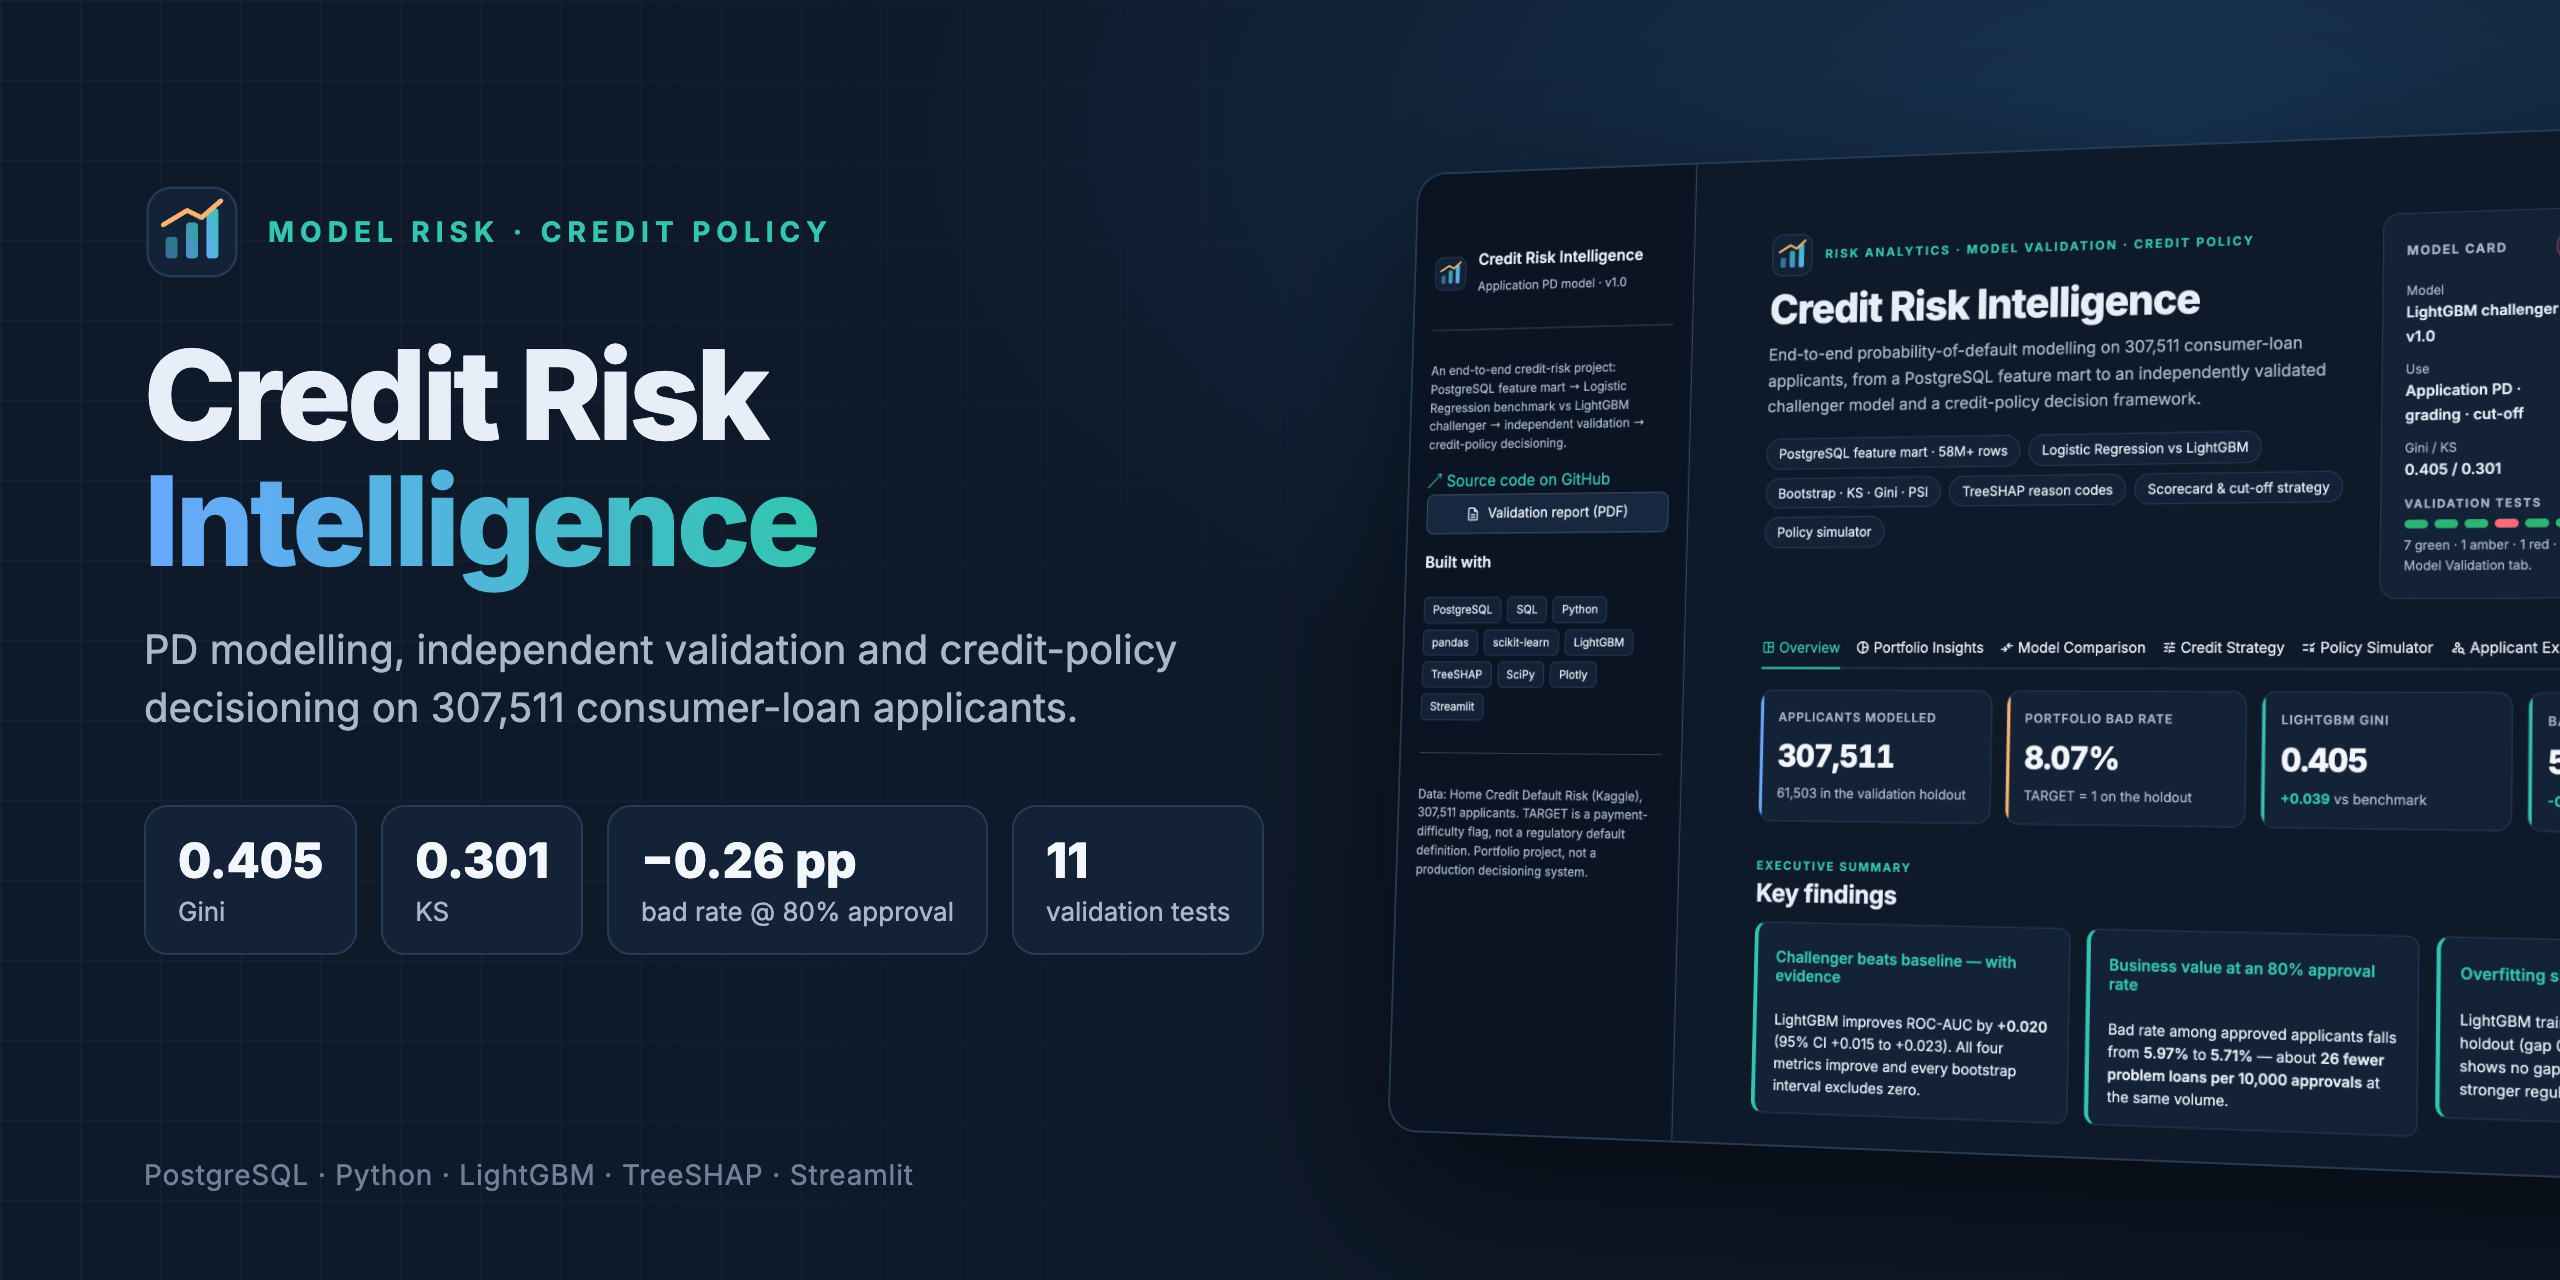 MODEL RISK · CREDIT POLICY
Credit Risk
Intelligence
PD modelling, independent validation and credit-policy
decisioning on 307,511 consumer-loan applicants.
0.405
Gini
0.301
KS
−0.26 pp
bad rate @ 80% approval
11
validation tests
PostgreSQL · Python · LightGBM · TreeSHAP · Streamlit
Credit Risk Intelligence
Application PD model · v1.0
An end-to-end credit-risk project:
PostgreSQL feature mart → Logistic
Regression benchmark vs LightGBM
challenger → independent validation →
credit-policy decisioning.
↗ Source code on GitHub
Validation report (PDF)
Built with
PostgreSQL SQL Python
pandas scikit-learn LightGBM
TreeSHAP SciPy Plotly
Streamlit
Data: Home Credit Default Risk (Kaggle),
307,511 applicants. TARGET is a payment-
difficulty flag, not a regulatory default
definition. Portfolio project, not a
production decisioning system.
RISK ANALYTICS · MODEL VALIDATION · CREDIT POLICY
Credit Risk Intelligence
End-to-end probability-of-default modelling on 307,511 consumer-loan
applicants, from a PostgreSQL feature mart to an independently validated
challenger model and a credit-policy decision framework.
PostgreSQL feature mart · 58M+ rows
Logistic Regression vs LightGBM
Bootstrap · KS · Gini · PSI
TreeSHAP reason codes
Scorecard & cut-off strategy
Policy simulator
MODEL CARD
Model
LightGBM challenger
v1.0
Use
Application PD ·
grading · cut-off
Gini / KS
0.405 / 0.301
VALIDATION TESTS
7 green · 1 amber · 1 red ·
Model Validation tab.
Overview Portfolio Insights Model Comparison Credit Strategy Policy Simulator Applicant Ex
APPLICANTS MODELLED
307,511
61,503 in the validation holdout
PORTFOLIO BAD RATE
8.07%
TARGET = 1 on the holdout
LIGHTGBM GINI
0.405
+0.039 vs benchmark
EXECUTIVE SUMMARY
Key findings
Challenger beats baseline — with
evidence
LightGBM improves ROC-AUC by +0.020
(95% CI +0.015 to +0.023). All four
metrics improve and every bootstrap
interval excludes zero.
Business value at an 80% approval
rate
Bad rate among approved applicants falls
from 5.97% to 5.71% — about 26 fewer
problem loans per 10,000 approvals at
the same volume.
Overfitting s
LightGBM trai
holdout (gap
shows no gap
stronger regul